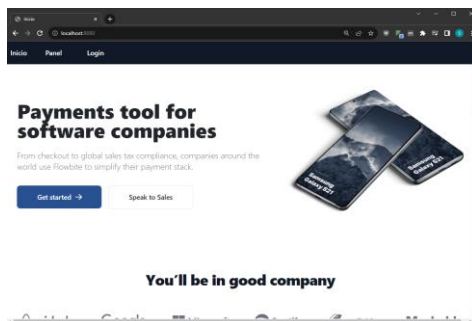 Inicio
localhost:8080
Inicio Panel Login
Payments tool for
software companies
From checkout to global sales tax compliance, companies around the
world use Flowbite to simplify their payment stack.
Get started →
Speak to Sales
Samsung
Galaxy S21
Samsung
Galaxy S21
You'll be in good company
Google